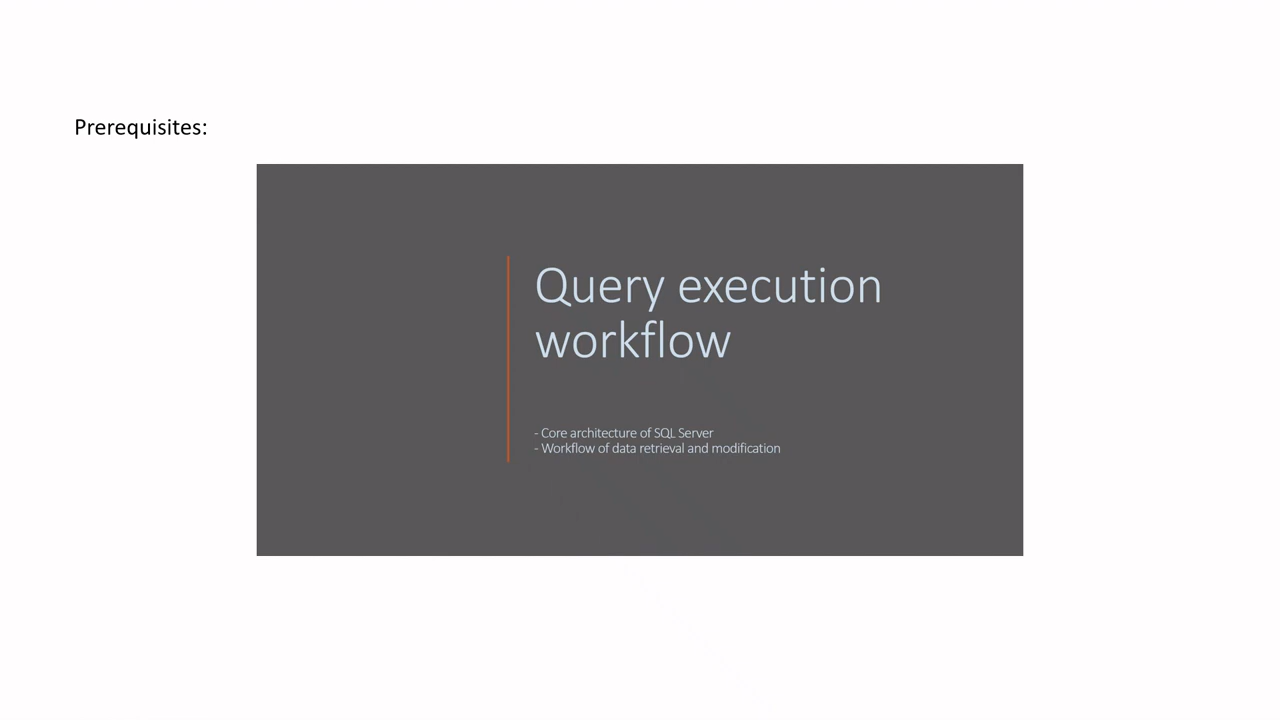 Prerequisites:
Query execution
workflow
- Core architecture of SQL Server
- Workflow of data retrieval and modification